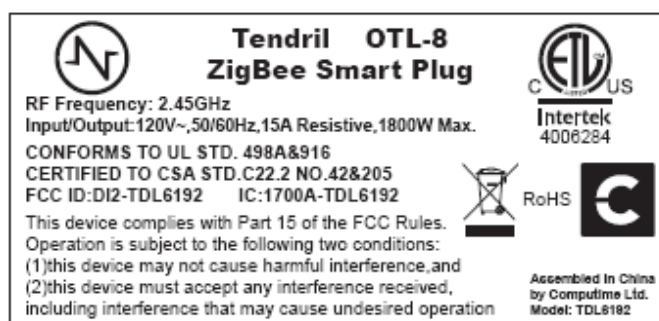 Tendril OTL-8
ZigBee Smart Plug
RF Frequency: 2.45GHz
Input/Output:120V~,50/60Hz,15A Resistive,1800W Max.
CONFORMS TO UL STD. 498A&916
CERTIFIED TO CSA STD.C22.2 NO.42&205
FCC ID:DI2-TDL6192 IC:1700A-TDL6192
This device complies with Part 15 of the FCC Rules.
Operation is subject to the following two conditions:
(1)this device may not cause harmful interference,and
(2)this device must accept any interference received,
including interference that may cause undesired operation
ETL
C US
Intertek
4006284
RoHS
C
Assembled in China
by Computime Ltd.
Model: TDL6192